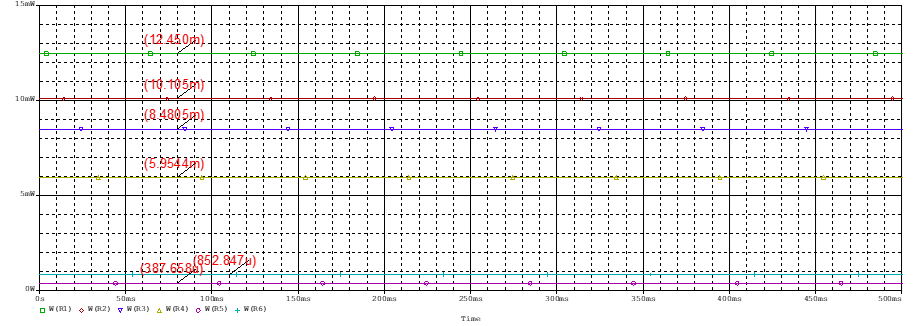 15mW
(12.450m)
(10.105m)
10mW
(8.4805m)
(5.9544m)
5mW
(852.847u)
(387.658u)
0W
0s 50ms 100ms 150ms 200ms 250ms 300ms 350ms 400ms 450ms 500ms
W(R1) W(R2) W(R3) W(R4) W(R5) W(R6)
Time